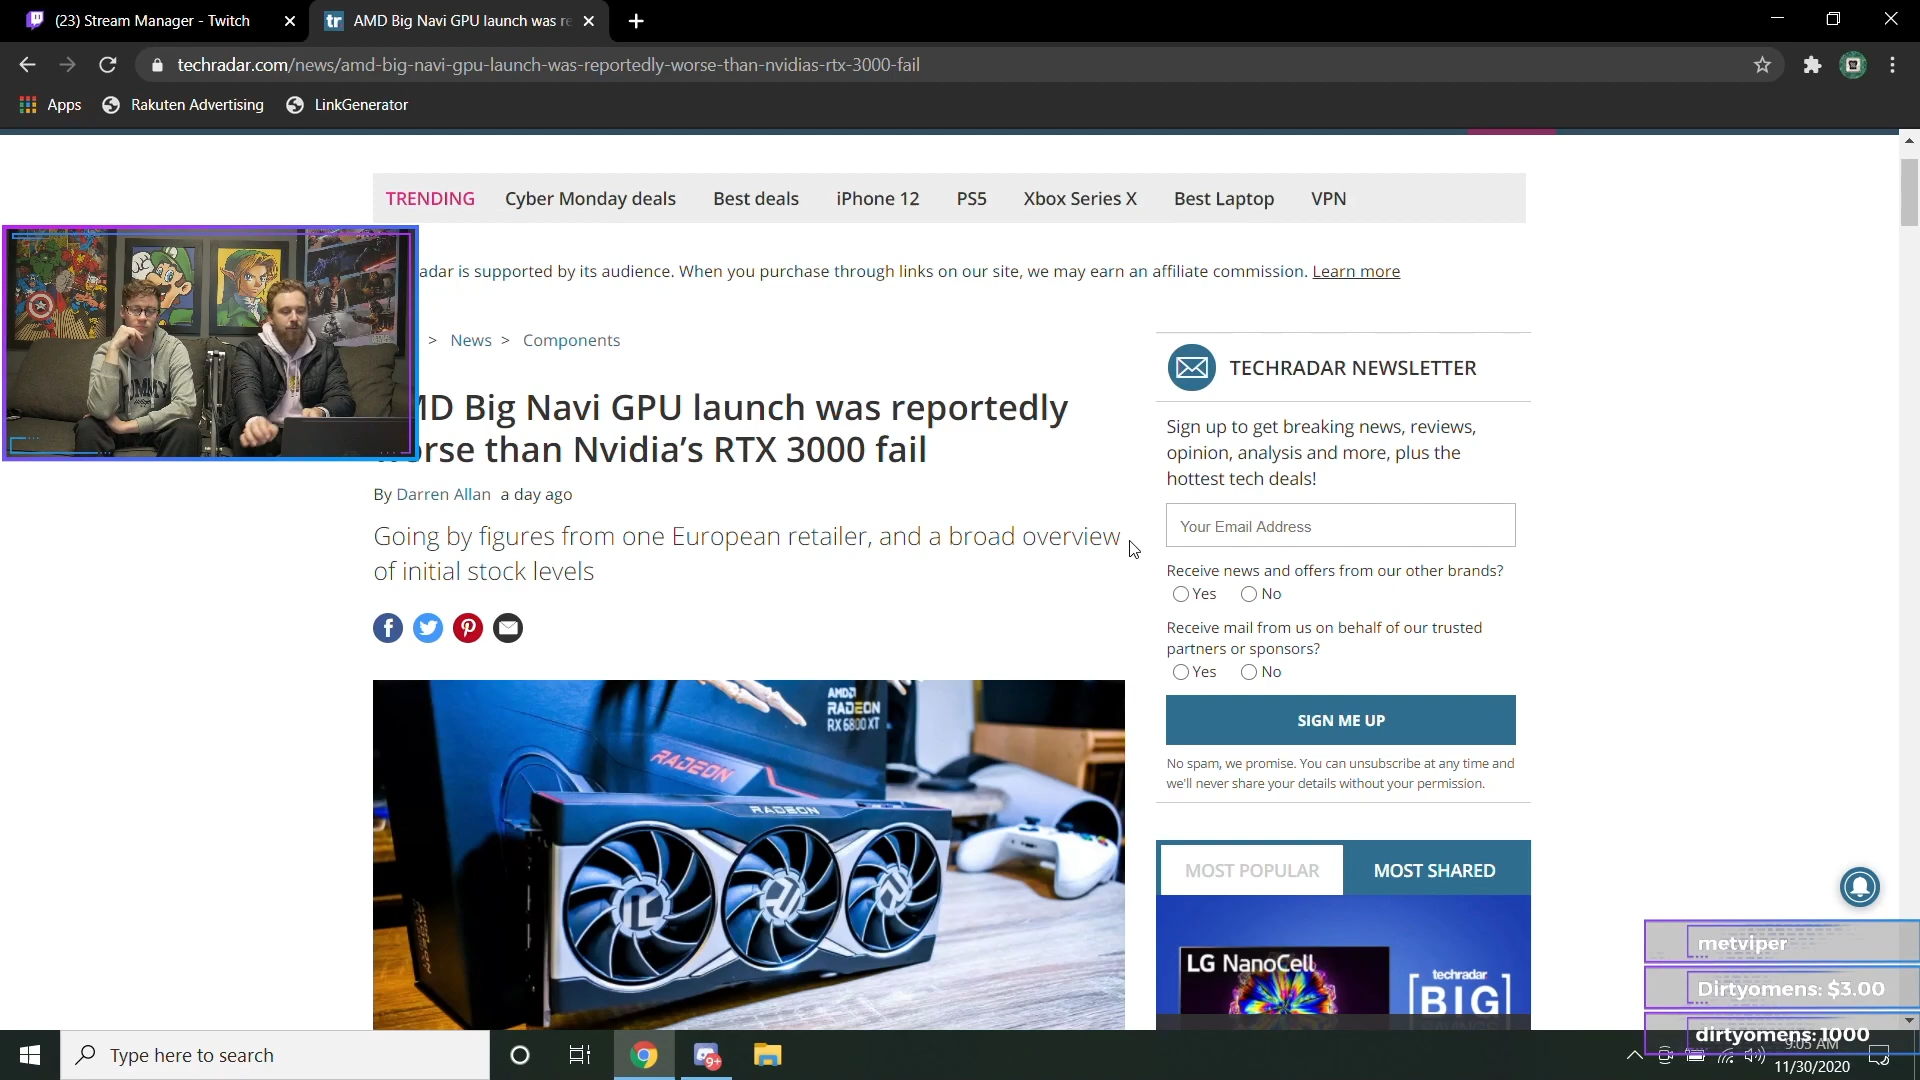 (23) Stream Manager - Twitch
AMD Big Navi GPU launch was re
techradar.com/news/amd-big-navi-gpu-launch-was-reportedly-worse-than-nvidias-rtx-3000-fail
Apps
Rakuten Advertising
LinkGenerator
TRENDING Cyber Monday deals Best deals iPhone 12 PS5 Xbox Series X Best Laptop VPN
adar is supported by its audience. When you purchase through links on our site, we may earn an affiliate commission. Learn more
> News > Components
MD Big Navi GPU launch was reportedly
orse than Nvidia’s RTX 3000 fail
By Darren Allan a day ago
Going by figures from one European retailer, and a broad overview
of initial stock levels
AMD
RADEON
RX 6800 XT
RADEON
RADEON
TECHRADAR NEWSLETTER
Sign up to get breaking news, reviews,
opinion, analysis and more, plus the
hottest tech deals!
Your Email Address
Receive news and offers from our other brands?
Yes No
Receive mail from us on behalf of our trusted
partners or sponsors?
Yes No
SIGN ME UP
No spam, we promise. You can unsubscribe at any time and
we'll never share your details without your permission.
MOST POPULAR MOST SHARED
LG NanoCell
techradar
BIG
metviper
Dirtyomens: $3.00
dirtyomens: 1000
Type here to search
9+
9:05 AM
11/30/2020